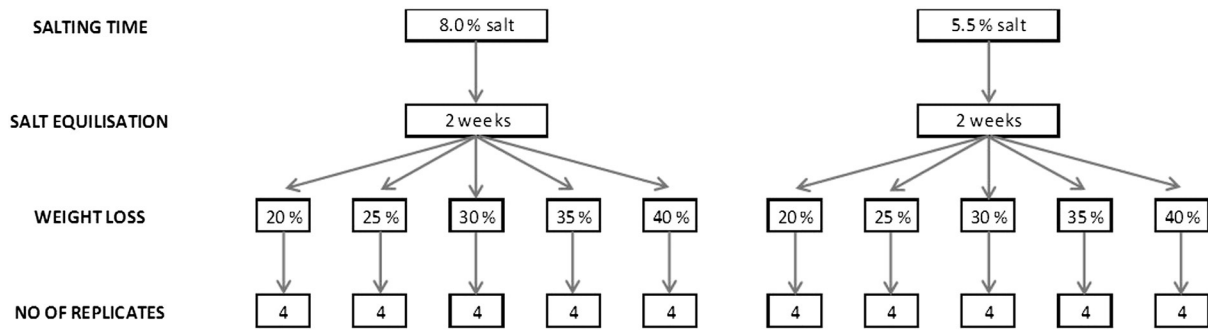 SALTING TIME 8.0% salt 5.5% salt
SALT EQUILISATION 2 weeks 2 weeks
WEIGHT LOSS 20% 25% 30% 35% 40% 20% 25% 30% 35% 40%
NO OF REPLICATES 4 4 4 4 4 4 4 4 4 4